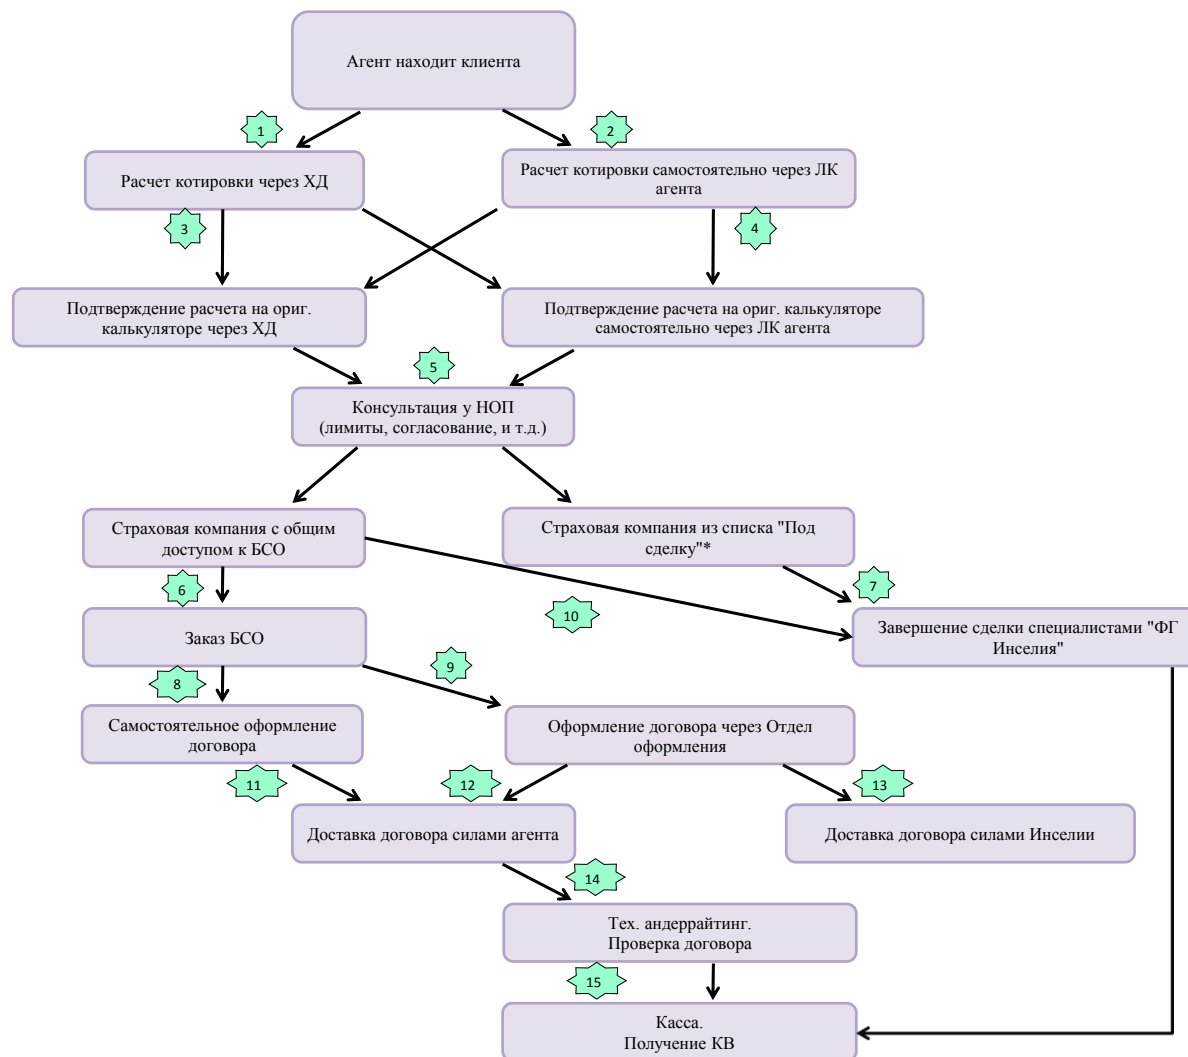 Агент находит клиента
1
2
Расчет котировки через ХД
Расчет котировки самостоятельно через ЛК
агента
3
4
Подтверждение расчета на ориг.
калькуляторе через ХД
Подтверждение расчета на ориг. калькуляторе
самостоятельно через ЛК агента
5
Консультация у НОП
(лимиты, согласование, и т.д.)
Страховая компания с общим
доступом к БСО
Страховая компания из списка "Под
сделку"*
6
7
10
Заказ БСО
Завершение сделки специалистами "ФГ
Инселия"
9
8
Самостоятельное оформление
договора
Оформление договора через Отдел
оформления
11
12
13
Доставка договора силами агента
Доставка договора силами Инселии
14
Тех. андеррайтинг.
Проверка договора
15
Касса.
Получение КВ